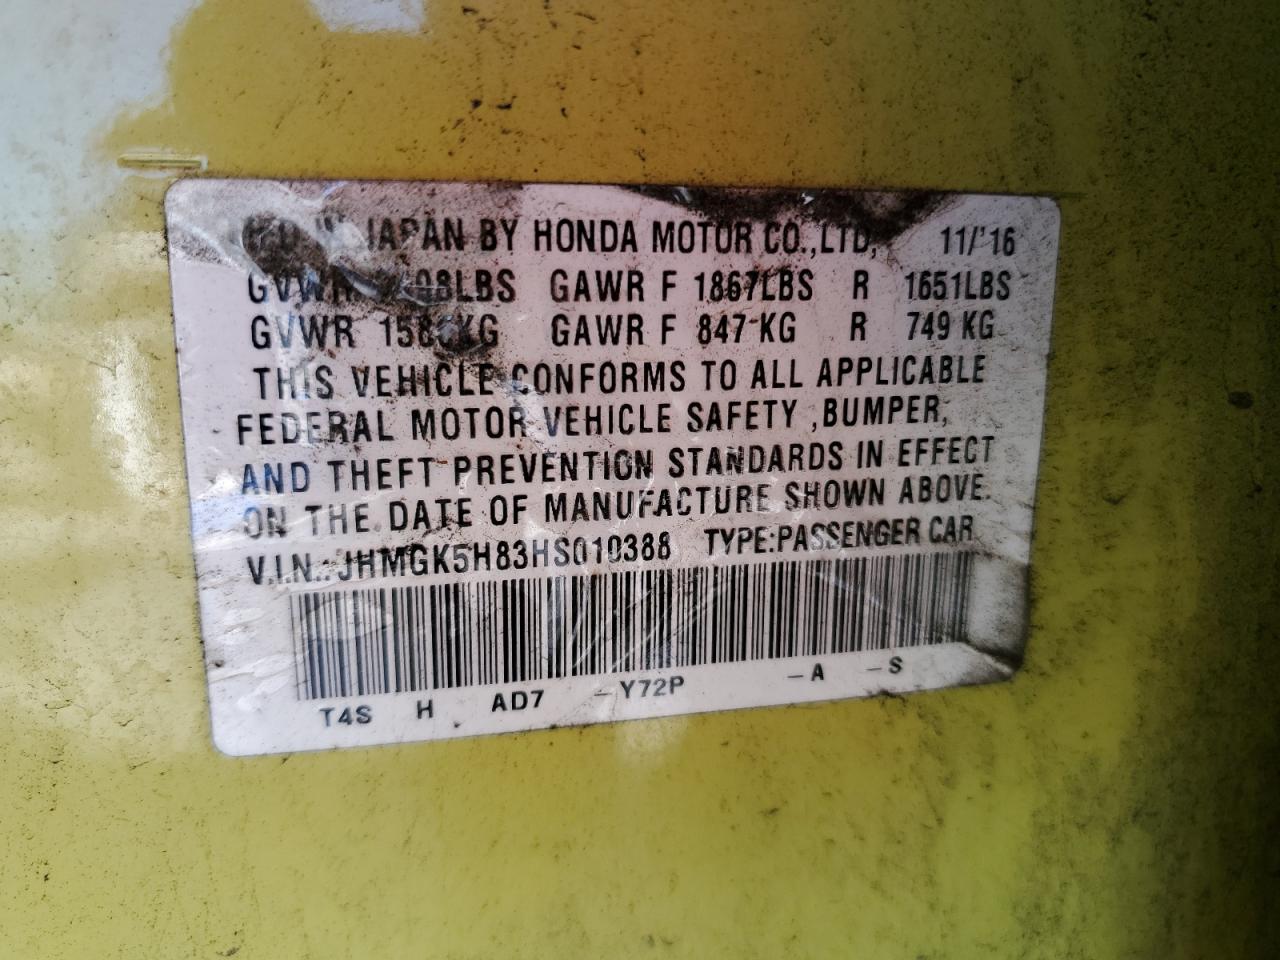 JAPAN BY HONDA MOTOR CO.,LTD, 11/'16
GVWR GAWR F 1867LBS R 1651LBS
GVWR GAWR F 847 KG R 749 KG
THIS VEHICLE CONFORMS TO ALL APPLICABLE
FEDERAL MOTOR VEHICLE SAFETY ,BUMPER,
AND THEFT PREVENTION STANDARDS IN EFFECT
ON THE DATE OF MANUFACTURE SHOWN ABOVE.
V.I.N.: JHMGK5H83HS010388 TYPE:PASSENGER CAR
T4S H AD7 -Y72P -A -S